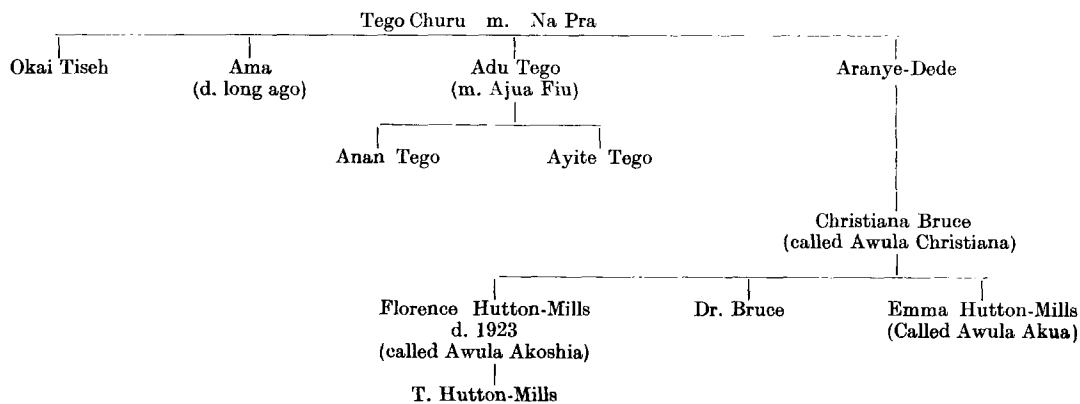 Tego Churu m. Na Pra
Okai Tiseh Ama Adu Tego Aranye-Dede
(d. long ago) (m. Ajua Fiu)
Anan Tego Ayite Tego
Christiana Bruce
(called Awula Christiana)
Florence Hutton-Mills Dr. Bruce Emma Hutton-Mills
d. 1923 (Called Awula Akua)
(called Awula Akoshia)
T. Hutton-Mills